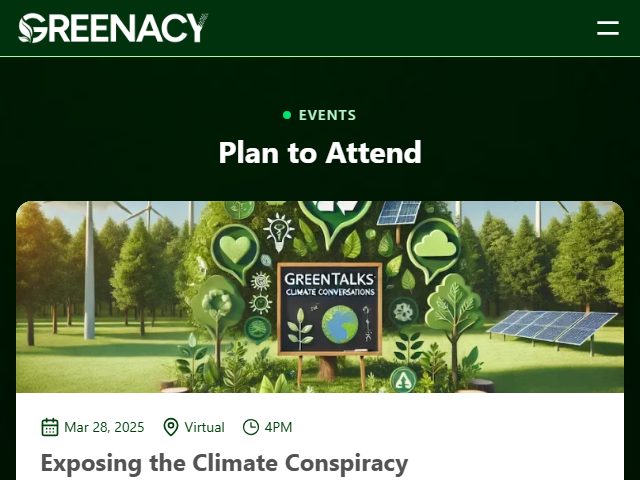 GREENACY
EVENTS
Plan to Attend
GREENTALKS
CLIMATE CONVERSATIONS
Mar 28, 2025 Virtual 4PM
Exposing the Climate Conspiracy